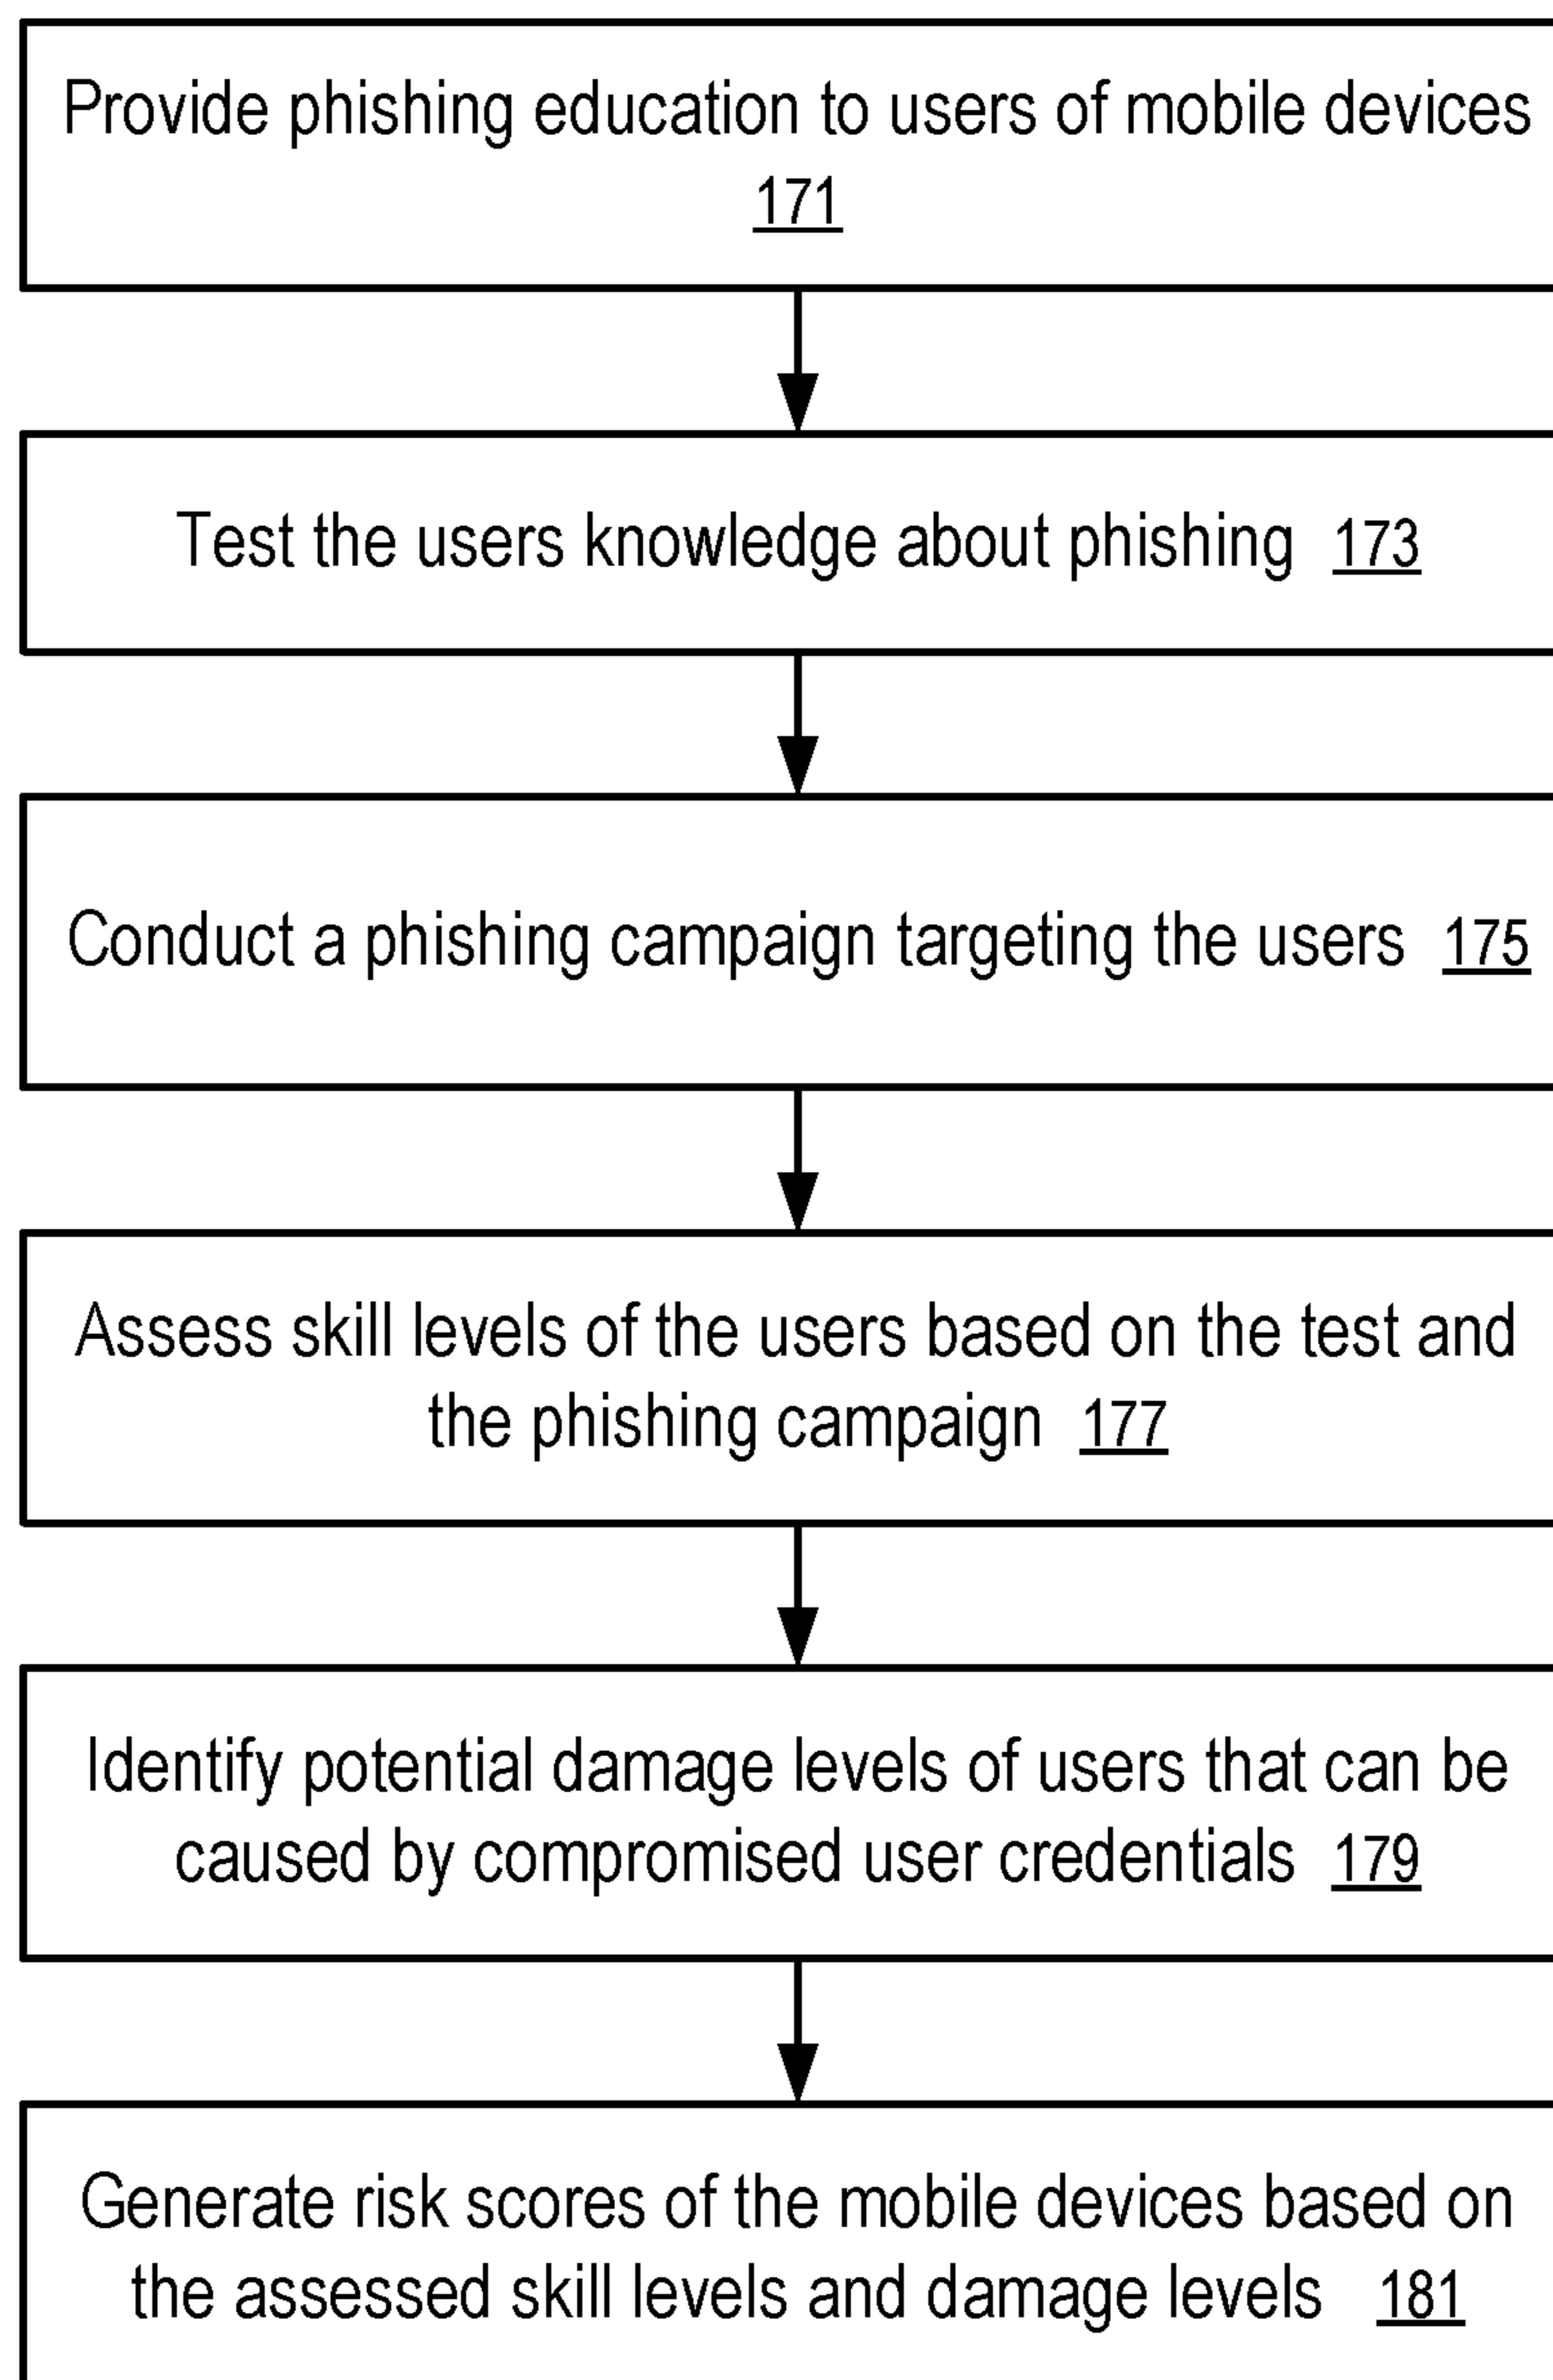 Provide phishing education to users of mobile devices
171
Test the users knowledge about phishing 173
Conduct a phishing campaign targeting the users 175
Assess skill levels of the users based on the test and
the phishing campaign 177
Identify potential damage levels of users that can be
caused by compromised user credentials 179
Generate risk scores of the mobile devices based on
the assessed skill levels and damage levels 181